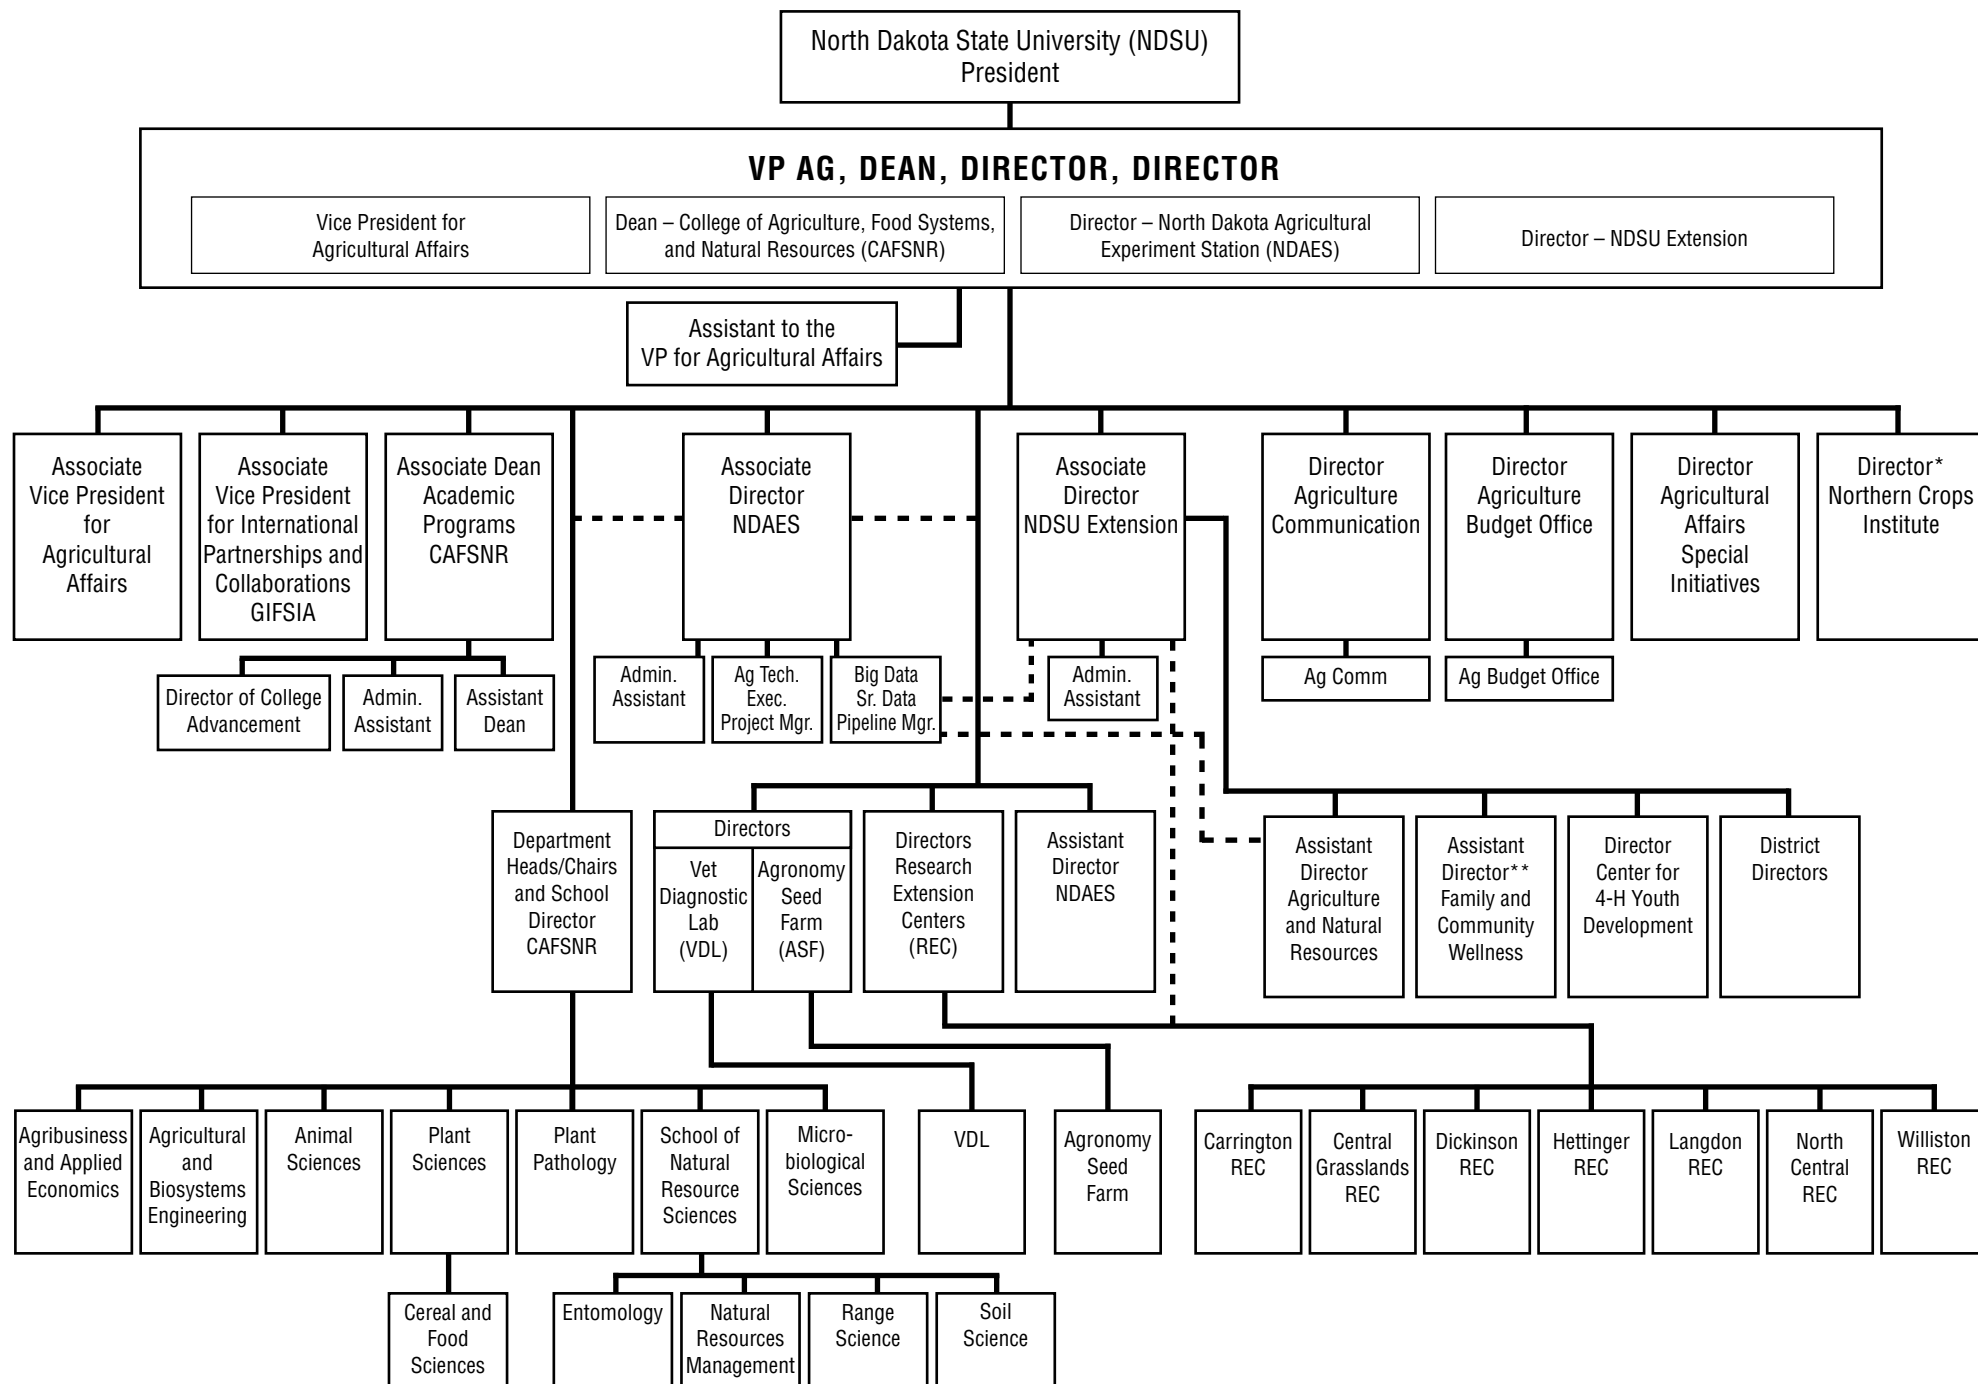 North Dakota State University (NDSU)
President
VP AG, DEAN, DIRECTOR, DIRECTOR
Vice President for
Agricultural Affairs
Dean – College of Agriculture, Food Systems,
and Natural Resources (CAFSNR)
Director – North Dakota Agricultural
Experiment Station (NDAES)
Director – NDSU Extension
Assistant to the
VP for Agricultural Affairs
Associate
Vice President
for
Agricultural
Affairs
Associate
Vice President
for International
Partnerships and
Collaborations
GIFSIA
Associate Dean
Academic
Programs
CAFSNR
Associate
Director
NDAES
Associate
Director
NDSU Extension
Director
Agriculture
Communication
Director
Agriculture
Budget Office
Director
Agricultural
Affairs
Special
Initiatives
Director*
Northern Crops
Institute
Director of College
Advancement
Admin.
Assistant
Assistant
Dean
Admin.
Assistant
Ag Tech.
Exec.
Project Mgr.
Big Data
Sr. Data
Pipeline Mgr.
Admin.
Assistant
Ag Comm
Ag Budget Office
Department
Heads/Chairs
and School
Director
CAFSNR
Directors
Vet
Diagnostic
Lab
(VDL)
Agronomy
Seed
Farm
(ASF)
Directors
Research
Extension
Centers
(REC)
Assistant
Director
NDAES
Assistant
Director
Agriculture
and Natural
Resources
Assistant
Director**
Family and
Community
Wellness
Director
Center for
4-H Youth
Development
District
Directors
Agribusiness
and Applied
Economics
Agricultural
and
Biosystems
Engineering
Animal
Sciences
Plant
Sciences
Plant
Pathology
School of
Natural
Resource
Sciences
Micro-
biological
Sciences
VDL
Agronomy
Seed
Farm
Carrington
REC
Central
Grasslands
REC
Dickinson
REC
Hettinger
REC
Langdon
REC
North
Central
REC
Williston
REC
Cereal and
Food
Sciences
Entomology
Natural
Resources
Management
Range
Science
Soil
Science